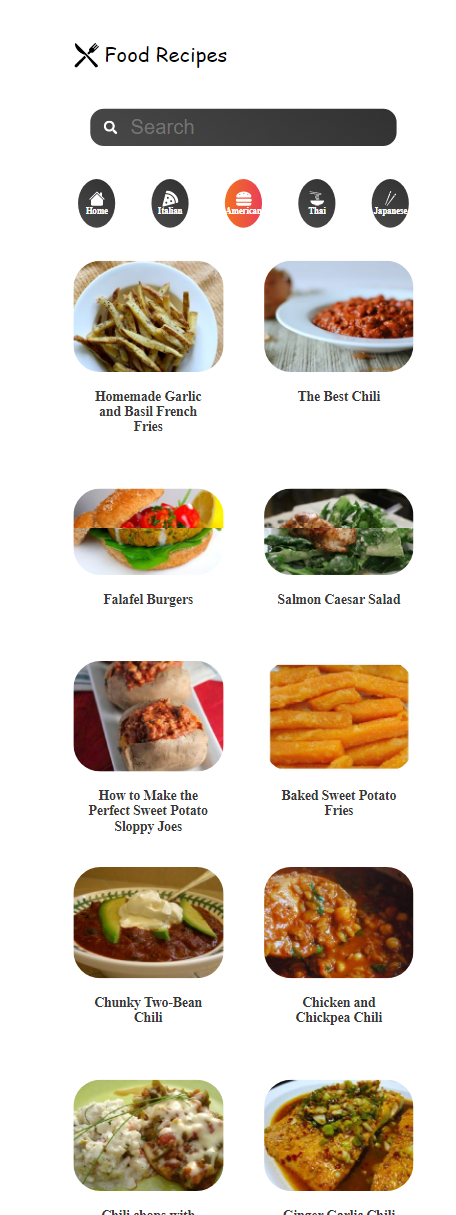 Food Recipes
Search
Home
Italian
American
Thai
Japanese
Homemade Garlic
and Basil French
Fries
The Best Chili
Falafel Burgers
Salmon Caesar Salad
How to Make the
Perfect Sweet Potato
Sloppy Joes
Baked Sweet Potato
Fries
Chunky Two-Bean
Chili
Chicken and
Chickpea Chili
Chili chops with
Ginger Garlic Chili